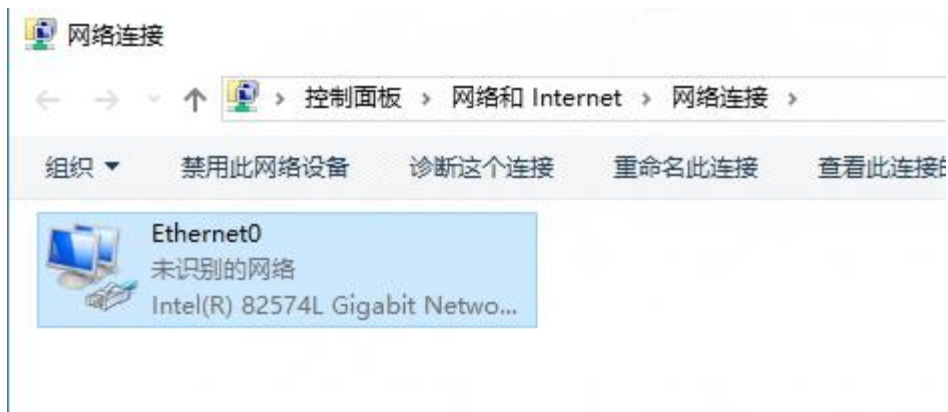 网络连接
控制面板 › 网络和 Internet › 网络连接 ›
组织 禁用此网络设备 诊断这个连接 重命名此连接 查看此连接的
Ethernet0
未识别的网络
Intel(R) 82574L Gigabit Netwo...